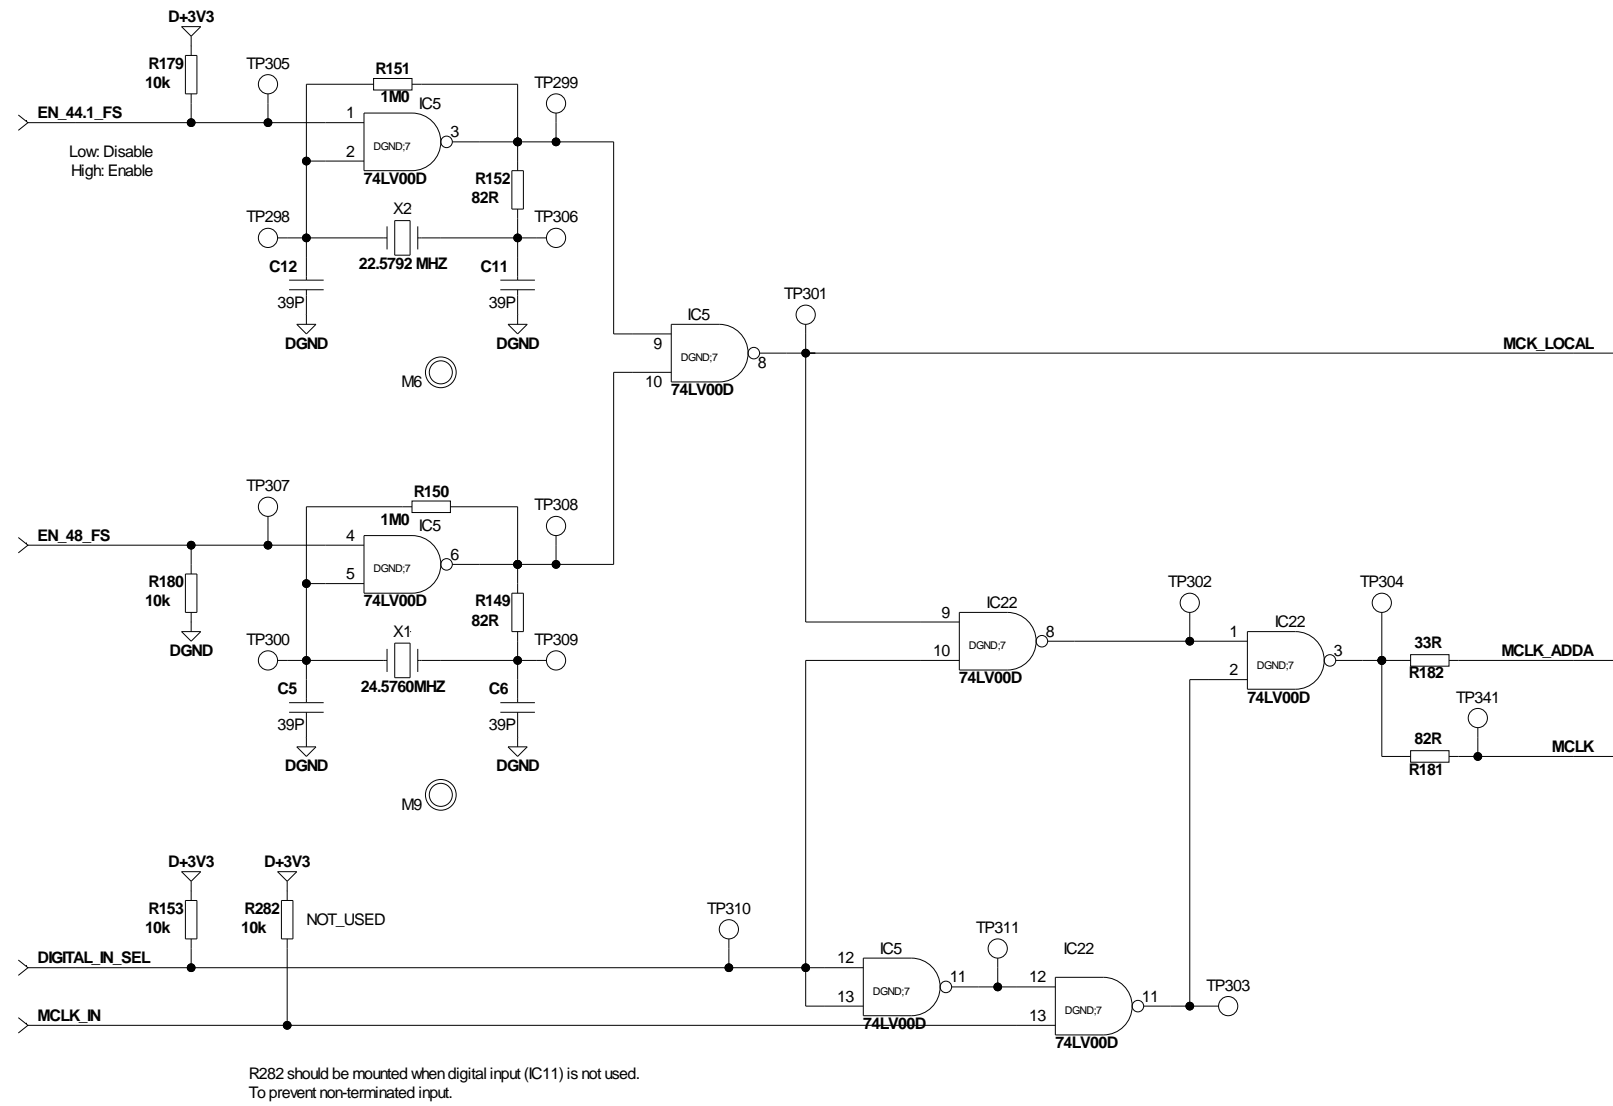 D+3V3
R179
10k
TP305
R151
1M0
IC5
TP299
EN_44.1_FS
1
2
3
DGND;7
74LV00D
Low: Disable
High: Enable
R152
82R
TP298
X2
TP306
22.5792 MHZ
C12
39P
C11
39P
DGND
DGND
M6
IC5
9
10
8
DGND;7
74LV00D
TP301
MCK_LOCAL
TP307
R150
1M0
IC5
TP308
EN_48_FS
4
5
6
DGND;7
74LV00D
R180
10k
DGND
R149
82R
TP300
X1
TP309
24.5760MHZ
C5
39P
C6
39P
DGND
DGND
M9
IC22
9
10
8
DGND;7
74LV00D
TP302
IC22
1
2
3
DGND;7
74LV00D
TP304
33R
R182
MCLK_ADDA
TP341
82R
R181
MCLK
D+3V3
D+3V3
R153
10k
R282
10k
NOT_USED
TP310
DIGITAL_IN_SEL
MCLK_IN
IC5
12
13
11
DGND;7
74LV00D
TP311
IC22
12
13
11
DGND;7
74LV00D
TP303
R282 should be mounted when digital input (IC11) is not used.
To prevent non-terminated input.